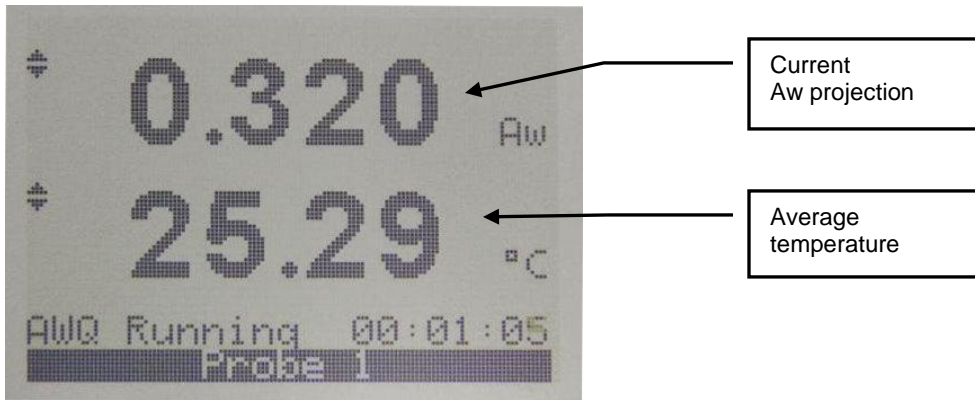 0.320
Aw
25.29
°C
AWQ Running 00:01:05
Probe 1
Current
Aw projection
Average
temperature